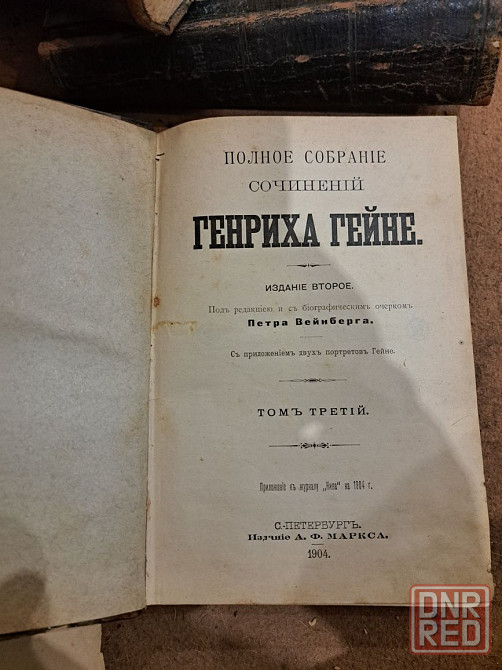 ПОЛНОЕ СОБРАНІЕ
СОЧИНЕНІЙ
ГЕНРИХА ГЕЙНЕ.
ИЗДАНІЕ ВТОРОЕ.
Подъ редакціею и съ біографическимъ очеркомъ
Петра Вейнберга.
Съ приложеніемъ двухъ портретовъ Гейне.
ТОМЪ ТРЕТІЙ.
Приложеніе къ журналу „Нива" на 1904 г.
С.-ПЕТЕРБУРГЪ.
Изданіе А. Ф. МАРКСА.
1904.
DNR
RED